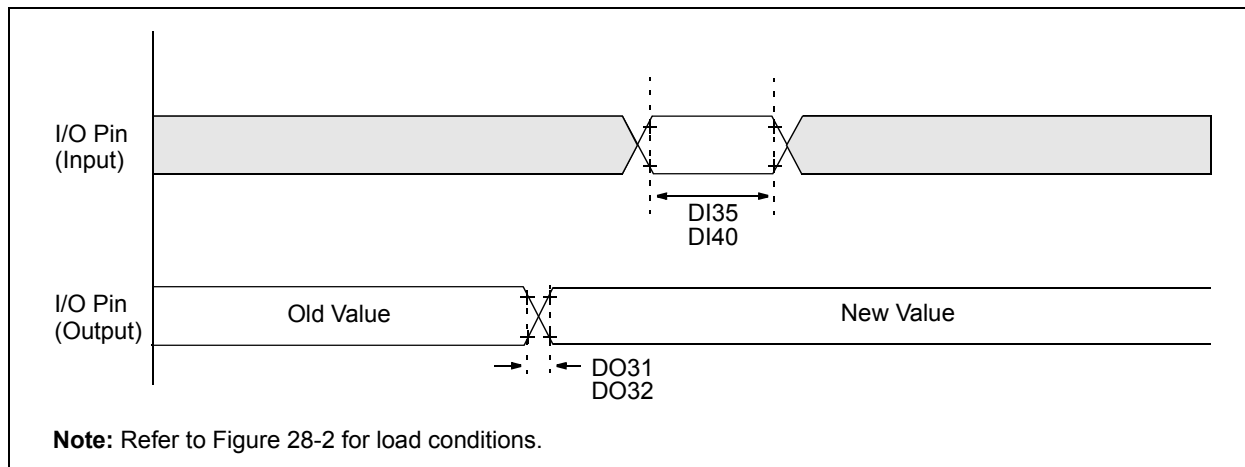 I/O Pin
(Input)
DI35
DI40
I/O Pin
(Output)
Old Value
New Value
DO31
DO32
Note: Refer to Figure 28-2 for load conditions.